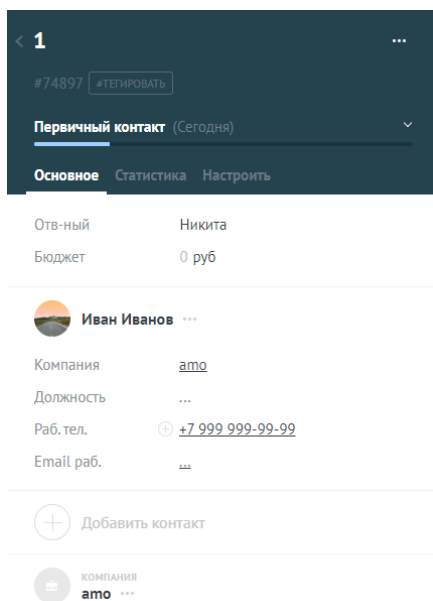 1
...
#74897 #ТЕГИРОВАТЬ
Первичный контакт (Сегодня)
Основное Статистика Настроить
Отв-ный Никита
Бюджет 0 руб
Иван Иванов ...
Компания amo
Должность ...
Раб. тел. +7 999 999-99-99
Email раб. ...
Добавить контакт
КОМПАНИЯ
amo ...